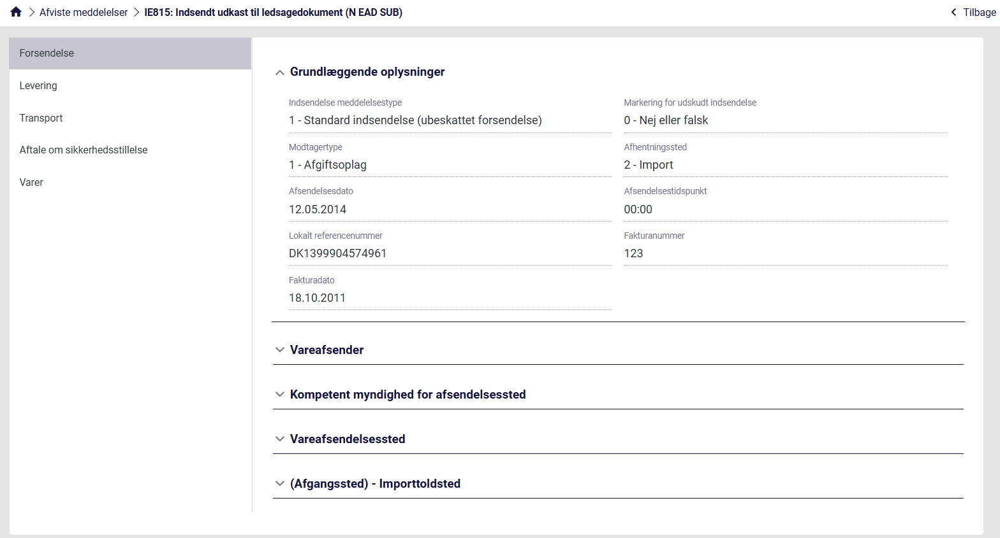 Afviste meddelelser IE815: Indsendt udkast til ledsagedokument (N EAD SUB) Tilbage
Forsendelse
Levering
Transport
Aftale om sikkerhedsstillelse
Varer
Grundlæggende oplysninger
Indsendelse meddelelsestype
1 - Standard indsendelse (ubeskattet forsendelse)
Markering for udskudt indsendelse
0 - Nej eller falsk
Modtagertype
1 - Afgiftsoplag
Afhentningssted
2 - Import
Afsendelsesdato
12.05.2014
Afsendelsestidspunkt
00:00
Lokalt referencenummer
DK1399904574961
Fakturanummer
123
Fakturadato
18.10.2011
Vareafsender
Kompetent myndighed for afsendelsessted
Vareafsendelsessted
(Afgangssted) - Importtoldsted